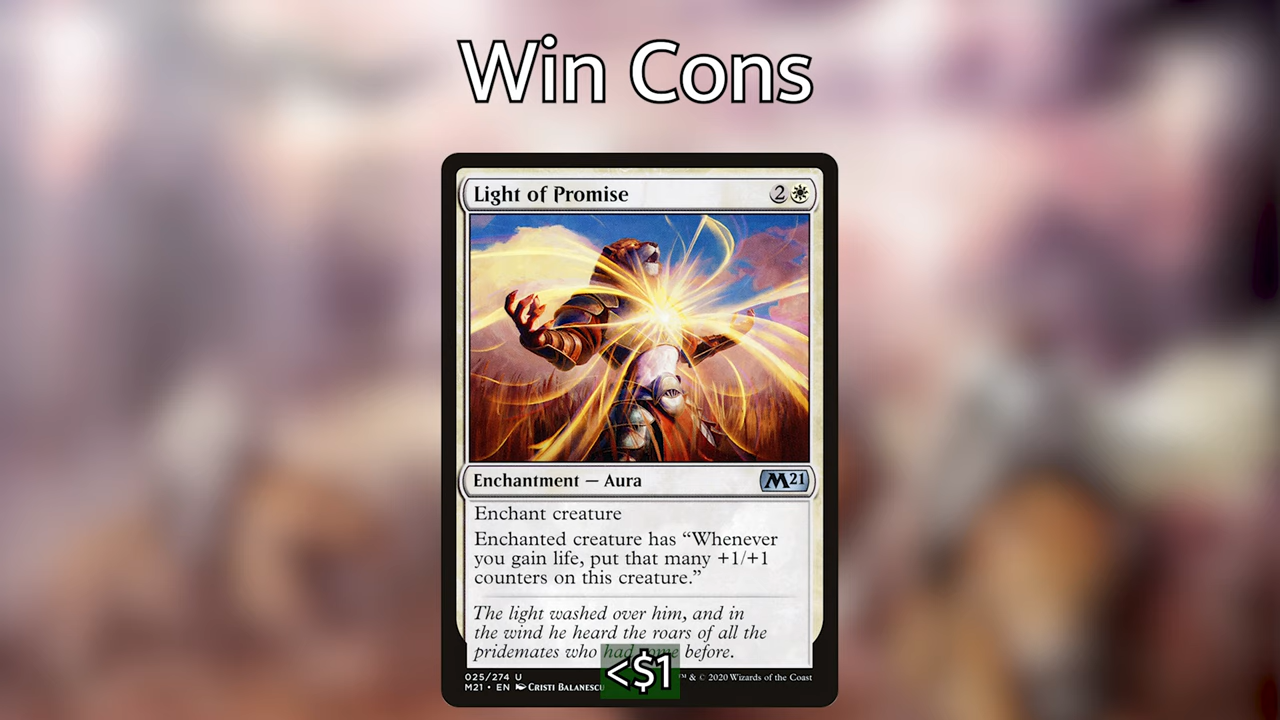 Win Cons
Light of Promise 2
Enchantment — Aura M21
Enchant creature
Enchanted creature has “Whenever
you gain life, put that many +1/+1
counters on this creature.”
The light washed over him, and in
the wind he heard the roars of all the
pridemates who had come before.
<$1
025/274 U
M21 • EN CRISTI BALANESCU ™ & © 2020 Wizards of the Coast